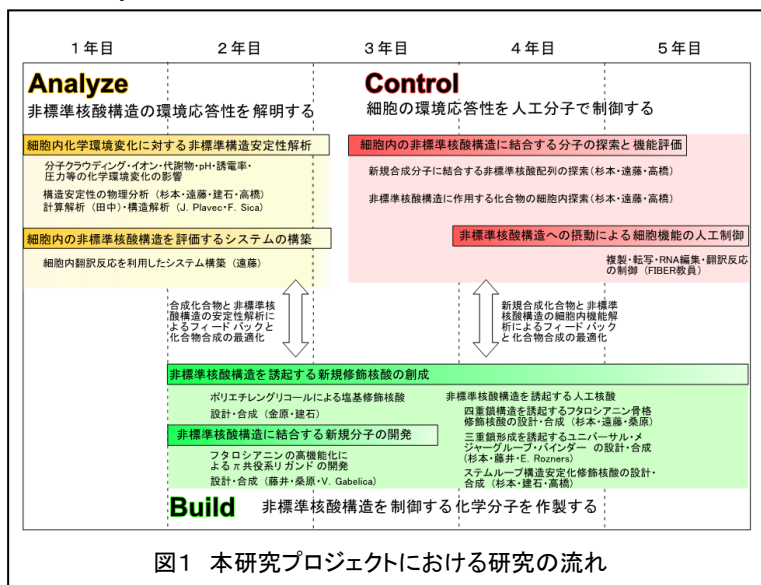 1年目 2年目 3年目 4年目 5年目
Analyze
非標準核酸構造の環境応答性を解明する
細胞内化学環境変化に対する非標準構造安定性解析
分子クラウディング・イオン・代謝物・pH・誘電率・
圧力等の化学環境変化の影響
構造安定性の物理分析（杉本・遠藤・建石・高橋）
計算解析（田中）・構造解析（J. Plavec・F. Sica）
細胞内の非標準核酸構造を評価するシステムの構築
細胞内翻訳反応を利用したシステム構築（遠藤）
Control
細胞の環境応答性を人工分子で制御する
細胞内の非標準核酸構造に結合する分子の探索と機能評価
新規合成分子に結合する非標準核酸配列の探索（杉本・遠藤・高橋）
非標準核酸構造に作用する化合物の細胞内探索（杉本・遠藤・高橋）
非標準核酸構造への摂動による細胞機能の人工制御
複製・転写・RNA編集・翻訳反応
の制御（FIBER教員）
合成化合物と非標準核
酸構造の安定性解析
によるフィードバックと
化合物合成の最適化
新規合成化合物と非標準
核酸構造の細胞内機能解
析によるフィードバック
と化合物合成の最適化
非標準核酸構造を誘起する新規修飾核酸の創成
ポリエチレングリコールによる塩基修飾核酸
設計・合成（金原・建石）
非標準核酸構造に結合する新規分子の開発
フタロシアニンの高機能化に
よるπ共役系リガンドの開発
設計・合成（藤井・桑原・V. Gabelica）
非標準核酸構造を誘起する人工核酸
四重鎖構造を誘起するフタロシアニン骨格
修飾核酸の設計・合成（杉本・遠藤・桑原）
三重鎖形成を誘起するユニバーサル・メ
ジャーグルーブ・バインダー の設計・合成
（杉本・藤井・E. Rozners）
ステムループ構造安定化修飾核酸の設計・
合成（杉本・建石・高橋）
Build 非標準核酸構造を制御する化学分子を作製する
図1 本研究プロジェクトにおける研究の流れ